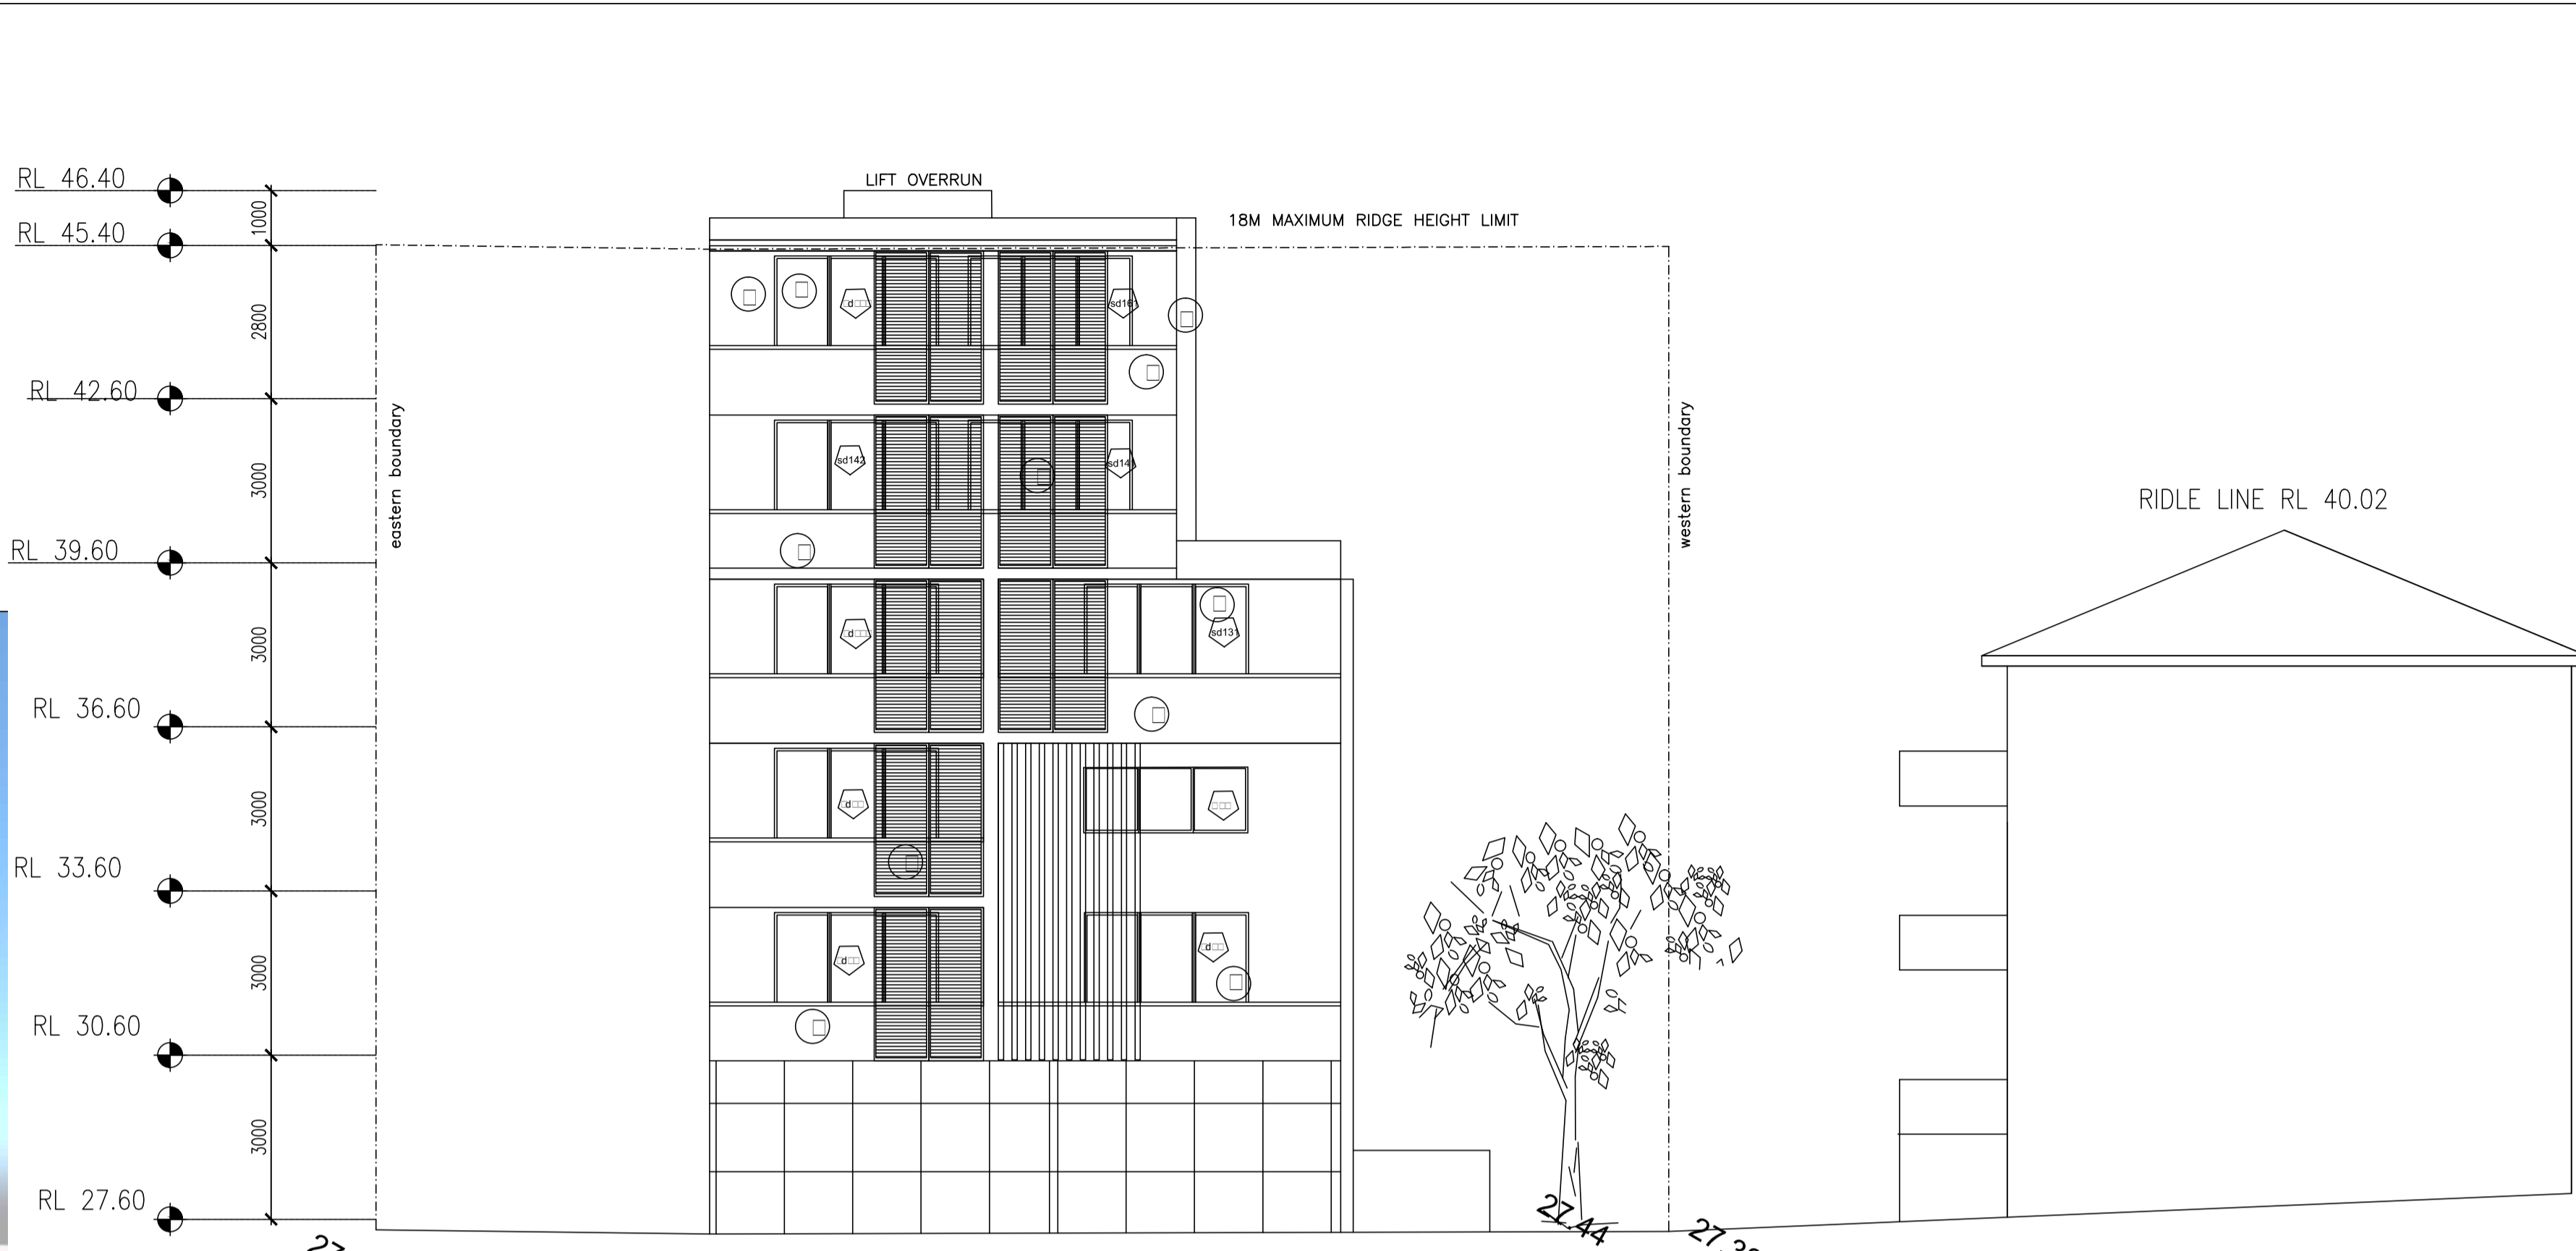 RL 46.40
LIFT OVERRUN
1000
18M MAXIMUM RIDGE HEIGHT LIMIT
RL 45.40
sd161
2800
RL 42.60
eastern boundary
western boundary
sd142
sd141
3000
RIDLE LINE RL 40.02
RL 39.60
sd131
3000
RL 36.60
3000
RL 33.60
3000
RL 30.60
3000
RL 27.60
27.44